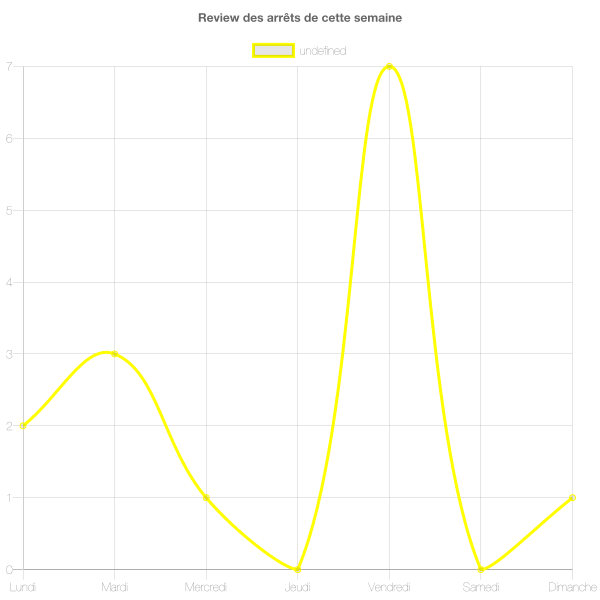 Review des arrêts de cette semaine
undefined
7
6
5
4
3
2
1
0
Lundi Mardi Mercredi Jeudi Vendredi Samedi Dimanche